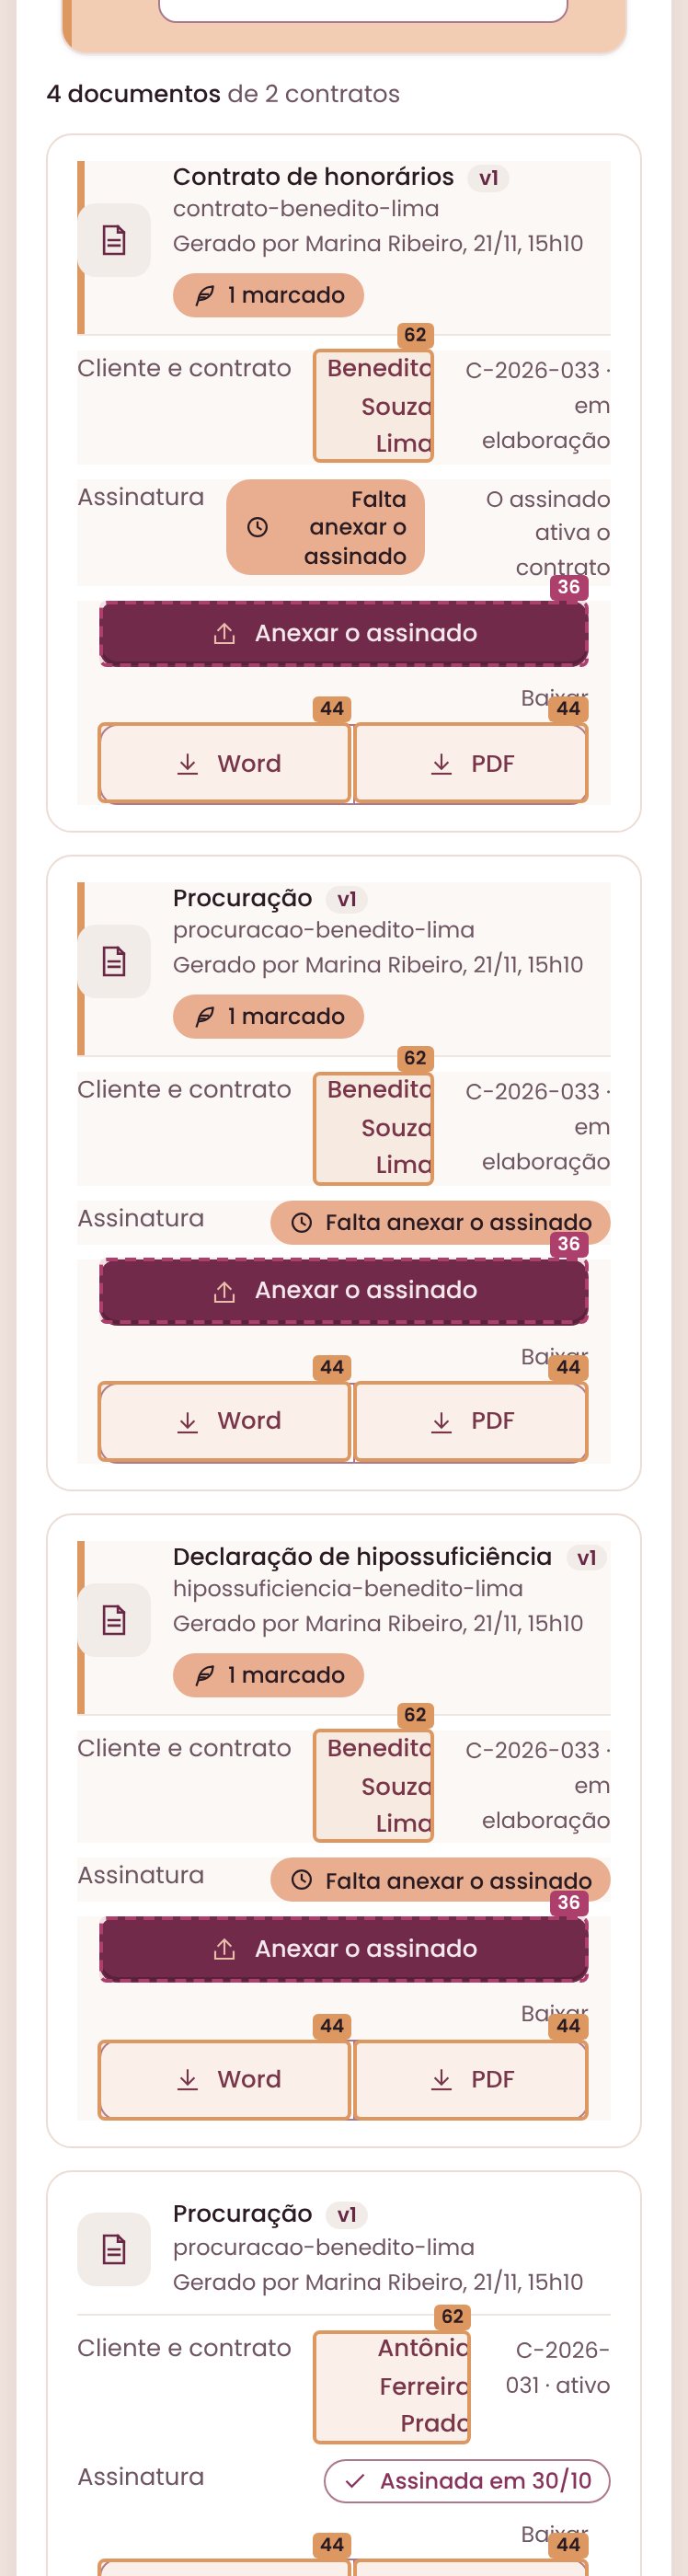 4 documentos de 2 contratos
Contrato de honorários v1
contrato-benedito-lima
Gerado por Marina Ribeiro, 21/11, 15h10
1 marcado
62
Cliente e contrato
Benedito
Souza
Lima
C-2026-033 ·
em
elaboração
Assinatura
Falta
anexar o
assinado
O assinado
ativa o
contrato
36
Anexar o assinado
Baixar
44
44
Word
PDF
Procuração v1
procuracao-benedito-lima
Gerado por Marina Ribeiro, 21/11, 15h10
1 marcado
62
Cliente e contrato
Benedito
Souza
Lima
C-2026-033 ·
em
elaboração
Assinatura
Falta anexar o assinado
36
Anexar o assinado
Baixar
44
44
Word
PDF
Declaração de hipossuficiência v1
hipossuficiencia-benedito-lima
Gerado por Marina Ribeiro, 21/11, 15h10
1 marcado
62
Cliente e contrato
Benedito
Souza
Lima
C-2026-033 ·
em
elaboração
Assinatura
Falta anexar o assinado
36
Anexar o assinado
Baixar
44
44
Word
PDF
Procuração v1
procuracao-benedito-lima
Gerado por Marina Ribeiro, 21/11, 15h10
62
Cliente e contrato
Antônio
Ferreira
Prado
C-2026-
031 · ativo
Assinatura
Assinada em 30/10
Baixar
44
44